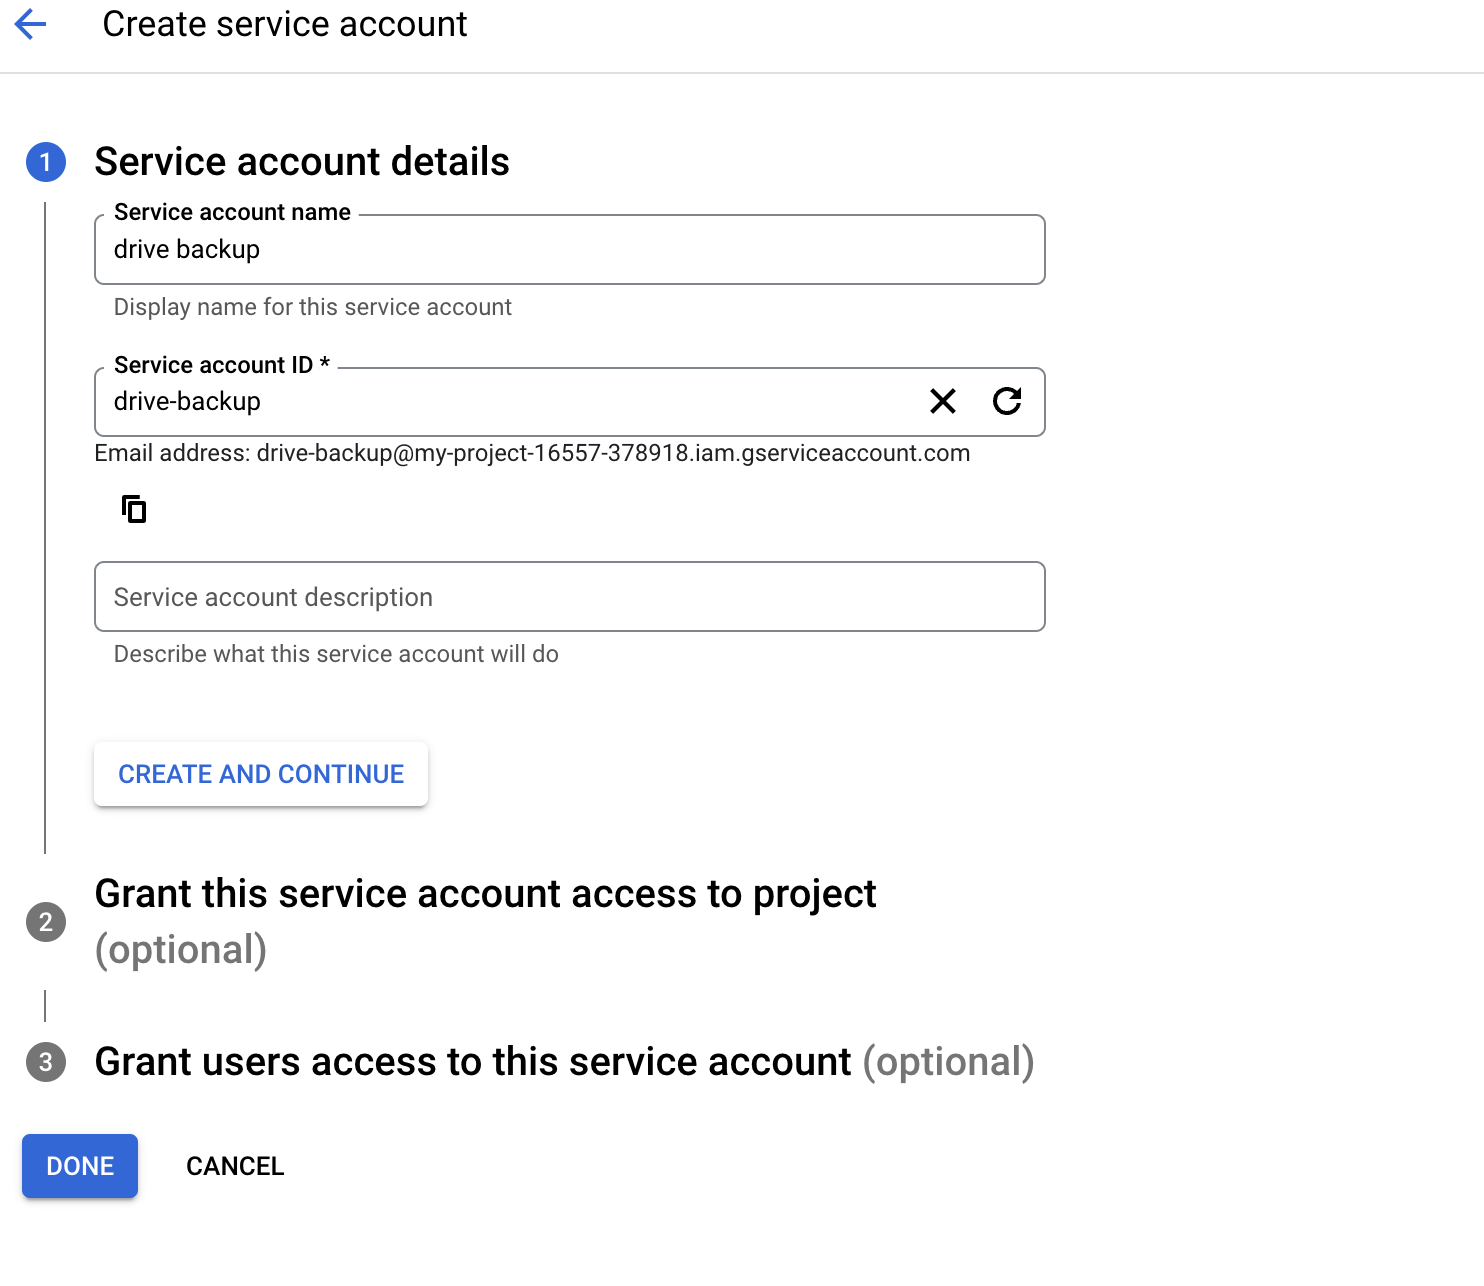 Create service account
1 Service account details
Service account name
drive backup
Display name for this service account
Service account ID *
drive-backup
Email address: drive-backup@my-project-16557-378918.iam.gserviceaccount.com
Service account description
Describe what this service account will do
CREATE AND CONTINUE
2 Grant this service account access to project
(optional)
3 Grant users access to this service account (optional)
DONE CANCEL